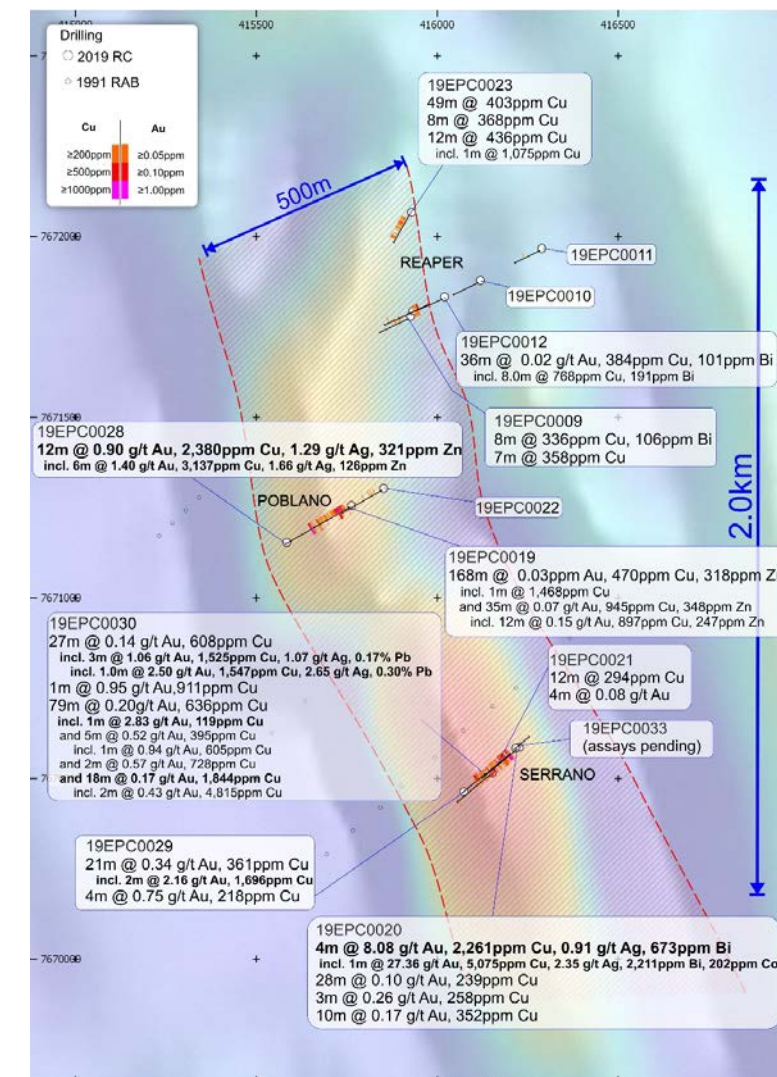 415000
415500
416000
416500
Drilling
2019 RC
1991 RAB
Cu Au
≥200ppm ≥0.05ppm
≥500ppm ≥0.10ppm
≥1000ppm ≥1.00ppm
19EPC0023
49m @ 403ppm Cu
8m @ 368ppm Cu
12m @ 436ppm Cu
incl. 1m @ 1,075ppm Cu
500m
7672000
REAPER
19EPC0011
19EPC0010
19EPC0012
36m @ 0.02 g/t Au, 384ppm Cu, 101ppm Bi
incl. 8.0m @ 768ppm Cu, 191ppm Bi
7671500
19EPC0009
8m @ 336ppm Cu, 106ppm Bi
7m @ 358ppm Cu
19EPC0028
12m @ 0.90 g/t Au, 2,380ppm Cu, 1.29 g/t Ag, 321ppm Zn
incl. 6m @ 1.40 g/t Au, 3,137ppm Cu, 1.66 g/t Ag, 126ppm Zn
2.0km
POBLANO
19EPC0022
19EPC0019
168m @ 0.03ppm Au, 470ppm Cu, 318ppm Z
incl. 1m @ 1,468ppm Cu
and 35m @ 0.07 g/t Au, 945ppm Cu, 348ppm Zn
incl. 12m @ 0.15 g/t Au, 897ppm Cu, 247ppm Zn
7671000
19EPC0030
27m @ 0.14 g/t Au, 608ppm Cu
incl. 3m @ 1.06 g/t Au, 1,525ppm Cu, 1.07 g/t Ag, 0.17% Pb
incl. 1.0m @ 2.50 g/t Au, 1,547ppm Cu, 2.65 g/t Ag, 0.30% Pb
1m @ 0.95 g/t Au,911ppm Cu
79m @ 0.20g/t Au, 636ppm Cu
incl. 1m @ 2.83 g/t Au, 119ppm Cu
and 5m @ 0.52 g/t Au, 395ppm Cu
incl. 1m @ 0.94 g/t Au, 605ppm Cu
and 2m @ 0.57 g/t Au, 728ppm Cu
and 18m @ 0.17 g/t Au, 1,844ppm Cu
incl. 2m @ 0.43 g/t Au, 4,815ppm Cu
19EPC0021
12m @ 294ppm Cu
4m @ 0.08 g/t Au
19EPC0033
(assays pending)
SERRANO
19EPC0029
21m @ 0.34 g/t Au, 361ppm Cu
incl. 2m @ 2.16 g/t Au, 1,696ppm Cu
4m @ 0.75 g/t Au, 218ppm Cu
19EPC0020
4m @ 8.08 g/t Au, 2,261ppm Cu, 0.91 g/t Ag, 673ppm Bi
incl. 1m @ 27.36 g/t Au, 5,075ppm Cu, 2.35 g/t Ag, 2,211ppm Bi, 202ppm Co
28m @ 0.10 g/t Au, 239ppm Cu
3m @ 0.26 g/t Au, 258ppm Cu
10m @ 0.17 g/t Au, 352ppm Cu
7670000